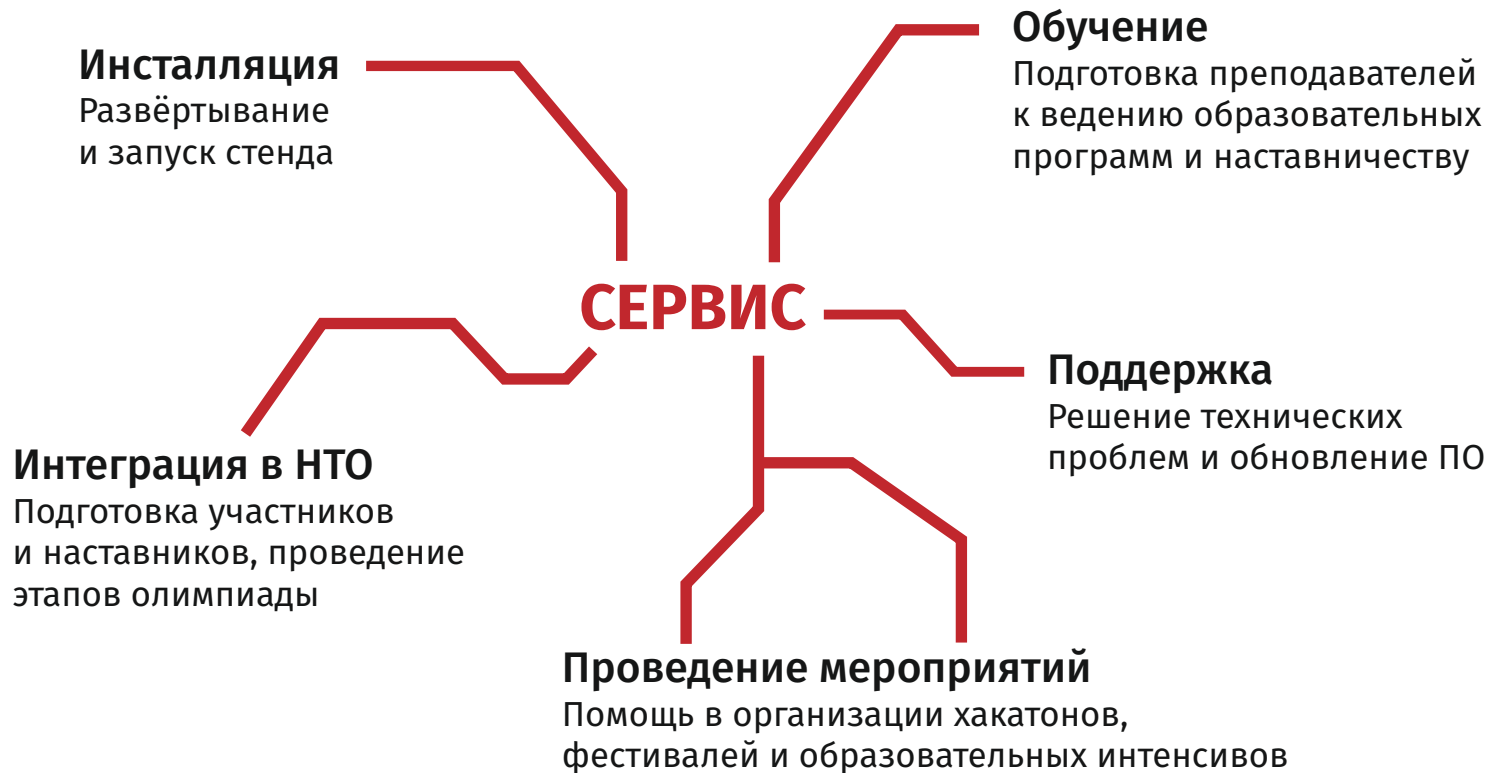 Инсталляция
Развёртывание
и запуск стенда
Обучение
Подготовка преподавателей
к ведению образовательных
программ и наставничеству
СЕРВИС
Поддержка
Решение технических
проблем и обновление ПО
Интеграция в НТО
Подготовка участников
и наставников, проведение
этапов олимпиады
Проведение мероприятий
Помощь в организации хакатонов,
фестивалей и образовательных интенсивов